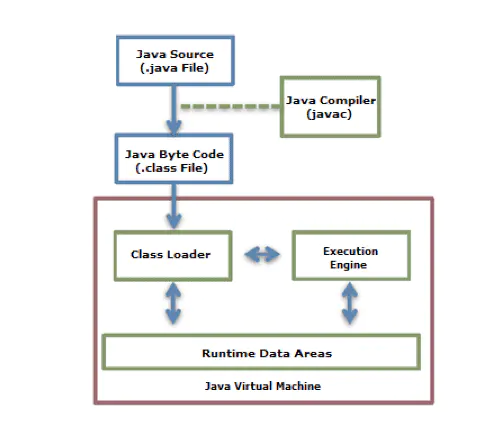 Java Source
(.java File)
Java Compiler
(javac)
Java Byte Code
(.class File)
Class Loader
Execution
Engine
Runtime Data Areas
Java Virtual Machine